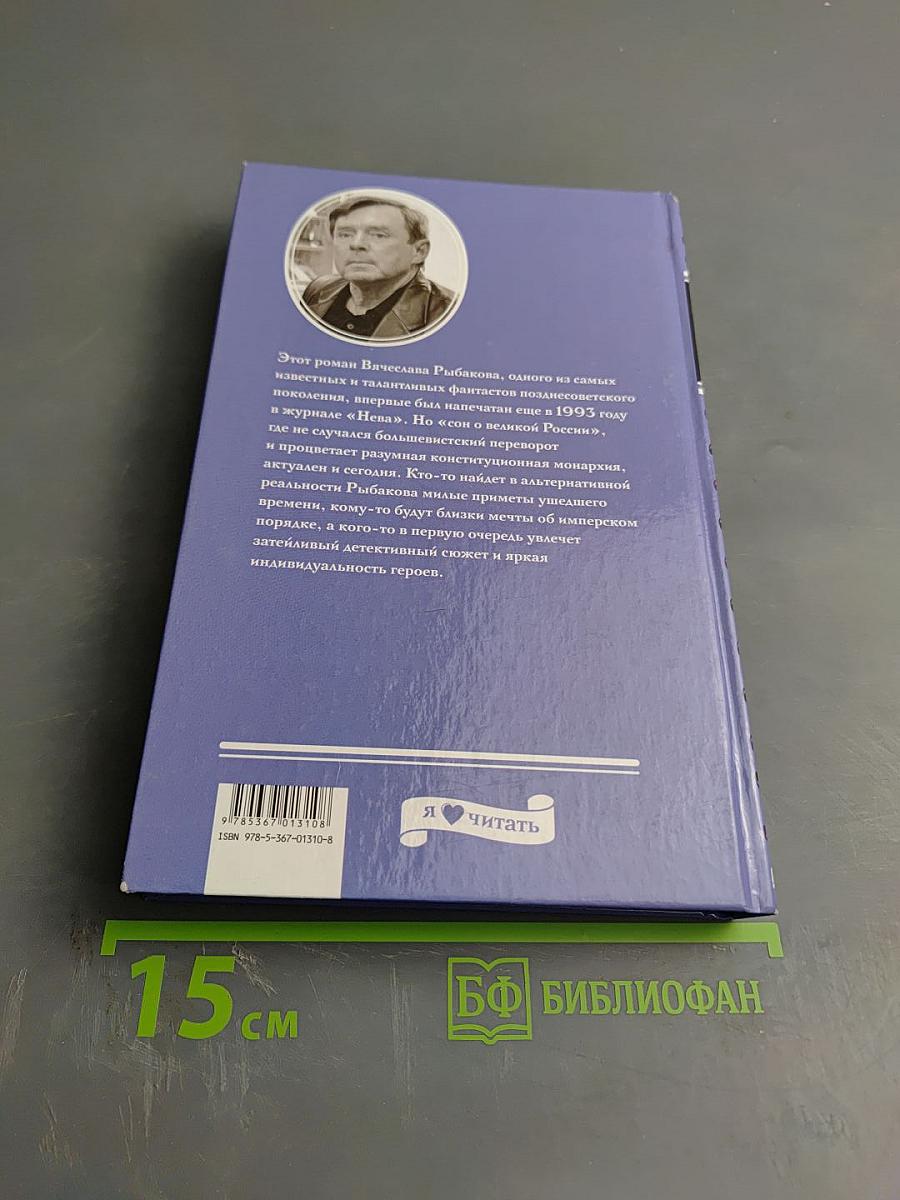 Этот роман Вячеслава Рыбакова, одного из самых
известных и талантливых фантастов позднесоветского
поколения, впервые был напечатан еще в 1993 году
в журнале «Нева». Но «сон о великой России»,
где не случался большевистский переворот
и процветает разумная конституционная монархия,
актуален и сегодня. Кто-то найдет в альтернативной
реальности Рыбакова милые приметы ушедшего
времени, кому-то будут близки мечты об имперском
порядке, а кого-то в первую очередь увлечет
затейливый детективный сюжет и яркая
индивидуальность героев.
9 785367 013108
ISBN 978-5-367-01310-8
я читать
15 см
БФ БИБЛИОФАН